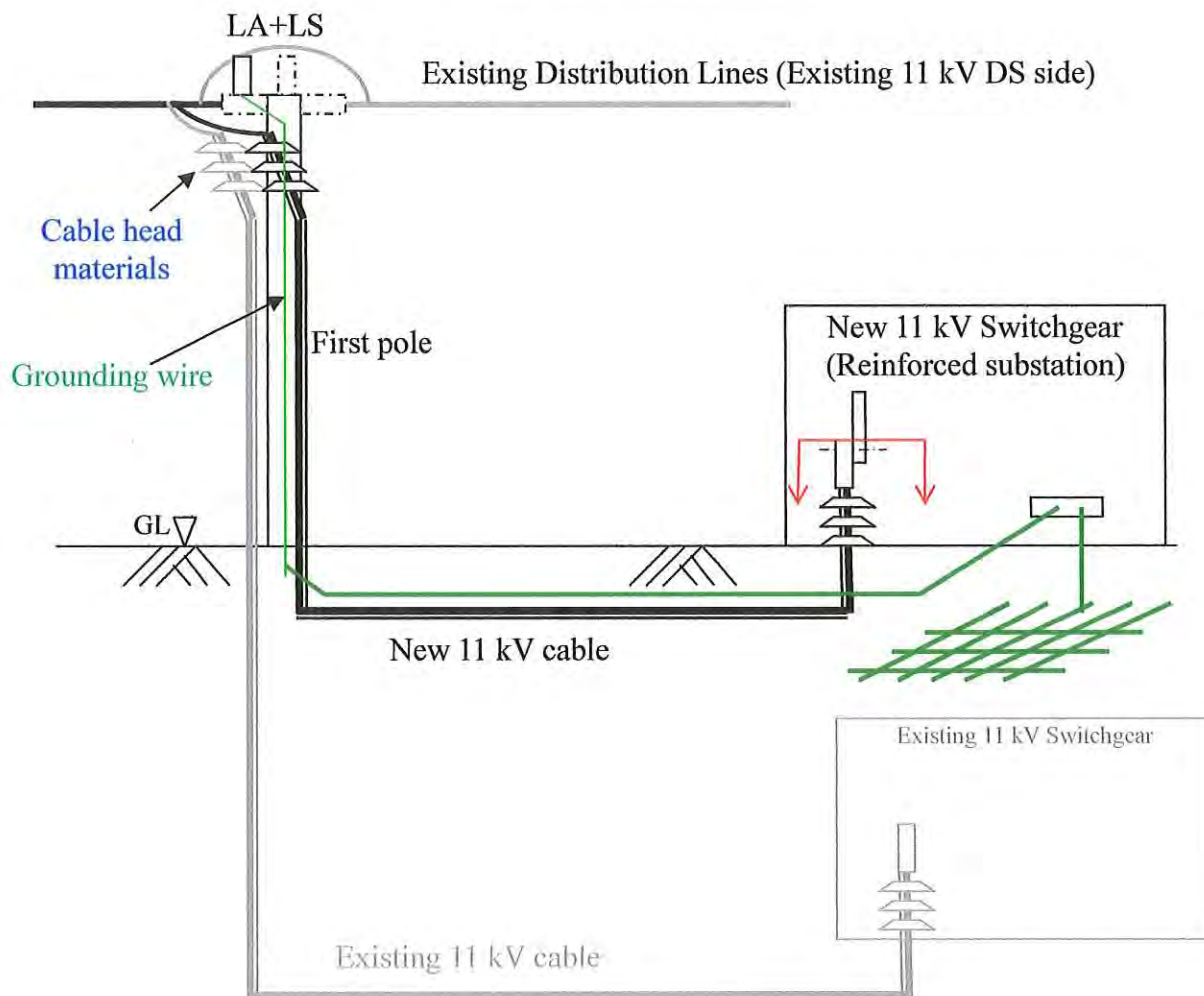 LA+LS
Existing Distribution Lines (Existing 11 kV DS side)
Cable head
materials
First pole
Grounding wire
New 11 kV Switchgear
(Reinforced substation)
GL
New 11 kV cable
Existing 11 kV Switchgear
Existing 11 kV cable